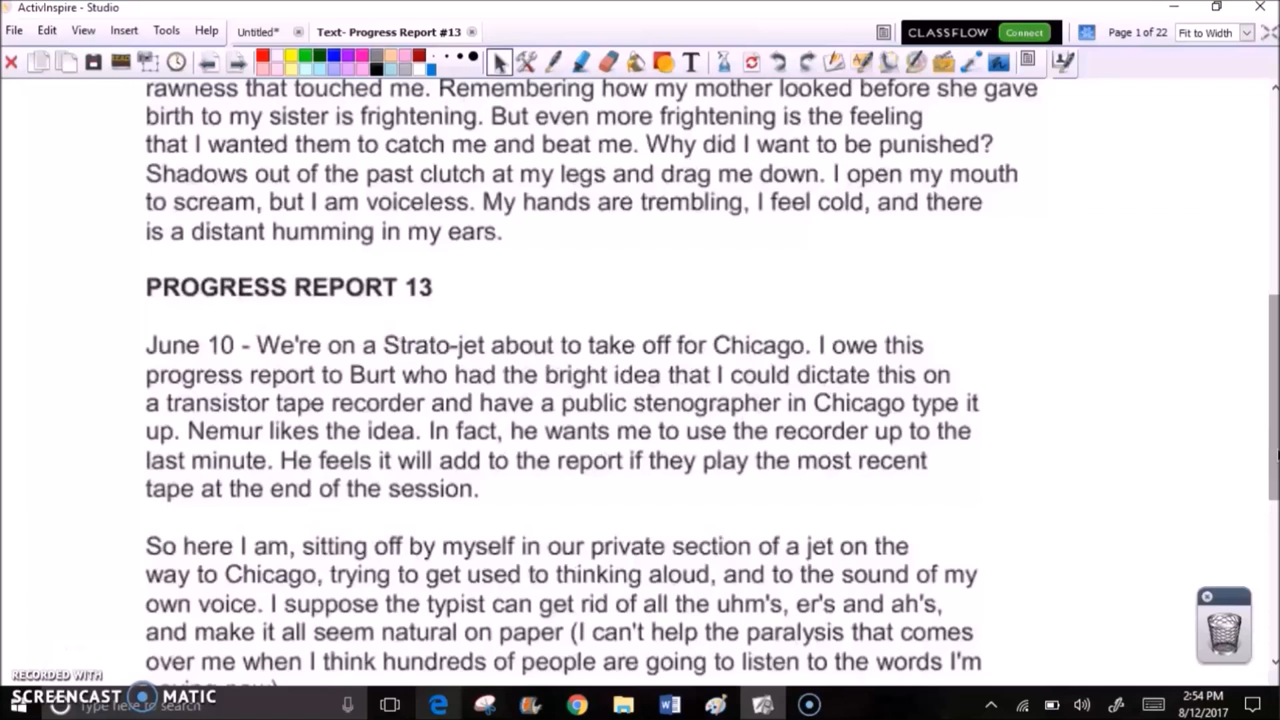 ActivInspire - Studio
File Edit View Insert Tools Help Untitled* Text- Progress Report #13 CLASSFLOW Connect Page 1 of 22 Fit to Width
rawness that touched me. Remembering how my mother looked before she gave
birth to my sister is frightening. But even more frightening is the feeling
that I wanted them to catch me and beat me. Why did I want to be punished?
Shadows out of the past clutch at my legs and drag me down. I open my mouth
to scream, but I am voiceless. My hands are trembling, I feel cold, and there
is a distant humming in my ears.
PROGRESS REPORT 13
June 10 - We're on a Strato-jet about to take off for Chicago. I owe this
progress report to Burt who had the bright idea that I could dictate this on
a transistor tape recorder and have a public stenographer in Chicago type it
up. Nemur likes the idea. In fact, he wants me to use the recorder up to the
last minute. He feels it will add to the report if they play the most recent
tape at the end of the session.
So here I am, sitting off by myself in our private section of a jet on the
way to Chicago, trying to get used to thinking aloud, and to the sound of my
own voice. I suppose the typist can get rid of all the uhm's, er's and ah's,
and make it all seem natural on paper (I can't help the paralysis that comes
over me when I think hundreds of people are going to listen to the words I'm
RECORDED WITH
SCREENCAST MATIC
Type here to search
2:54 PM
8/12/2017